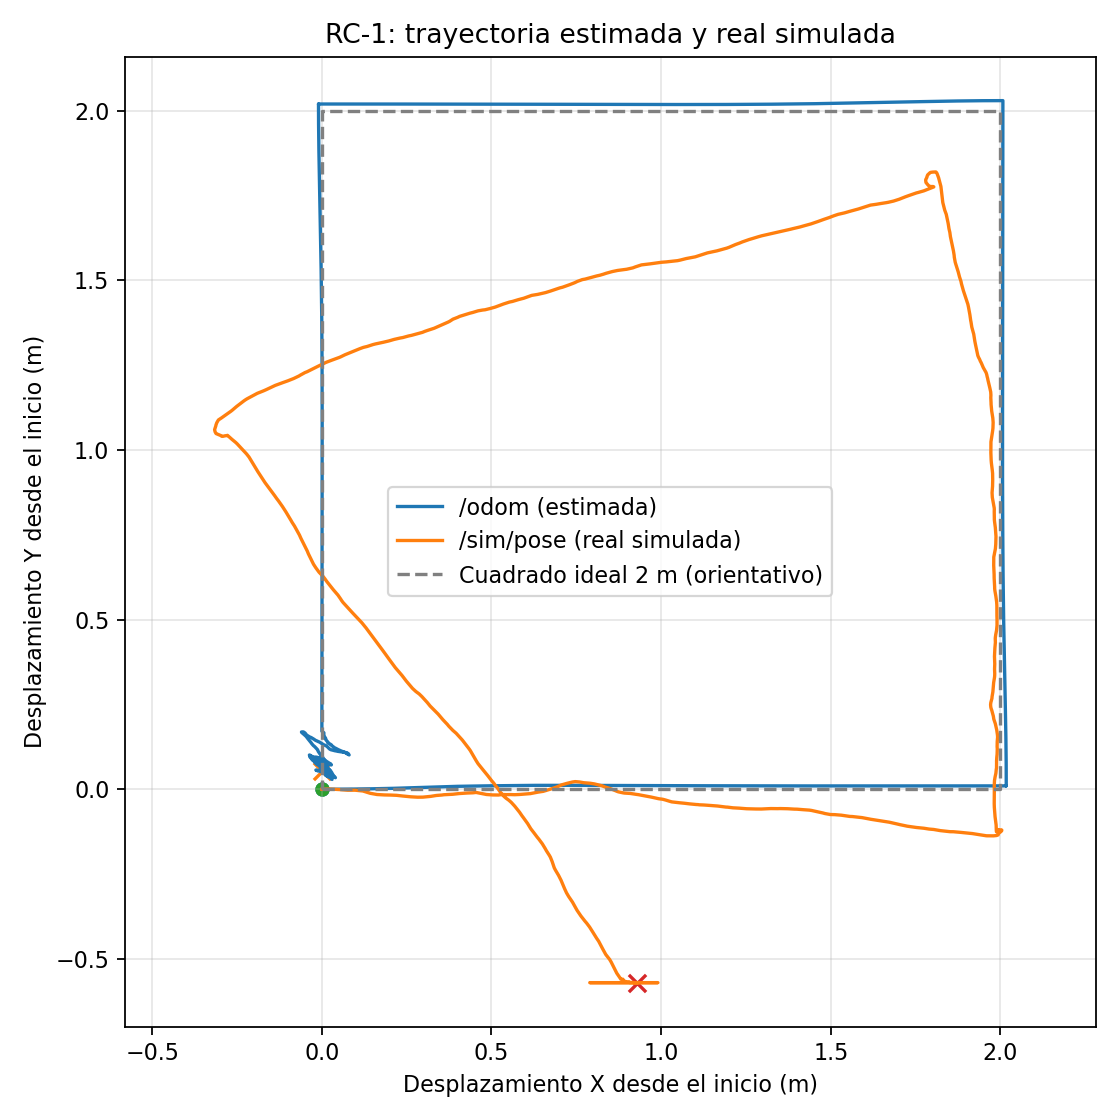 RC-1: trayectoria estimada y real simulada
Desplazamiento Y desde el inicio (m)
2.0
1.5
1.0
0.5
0.0
−0.5
/odom (estimada)
/sim/pose (real simulada)
Cuadrado ideal 2 m (orientativo)
−0.5
0.0
0.5
1.0
1.5
2.0
Desplazamiento X desde el inicio (m)